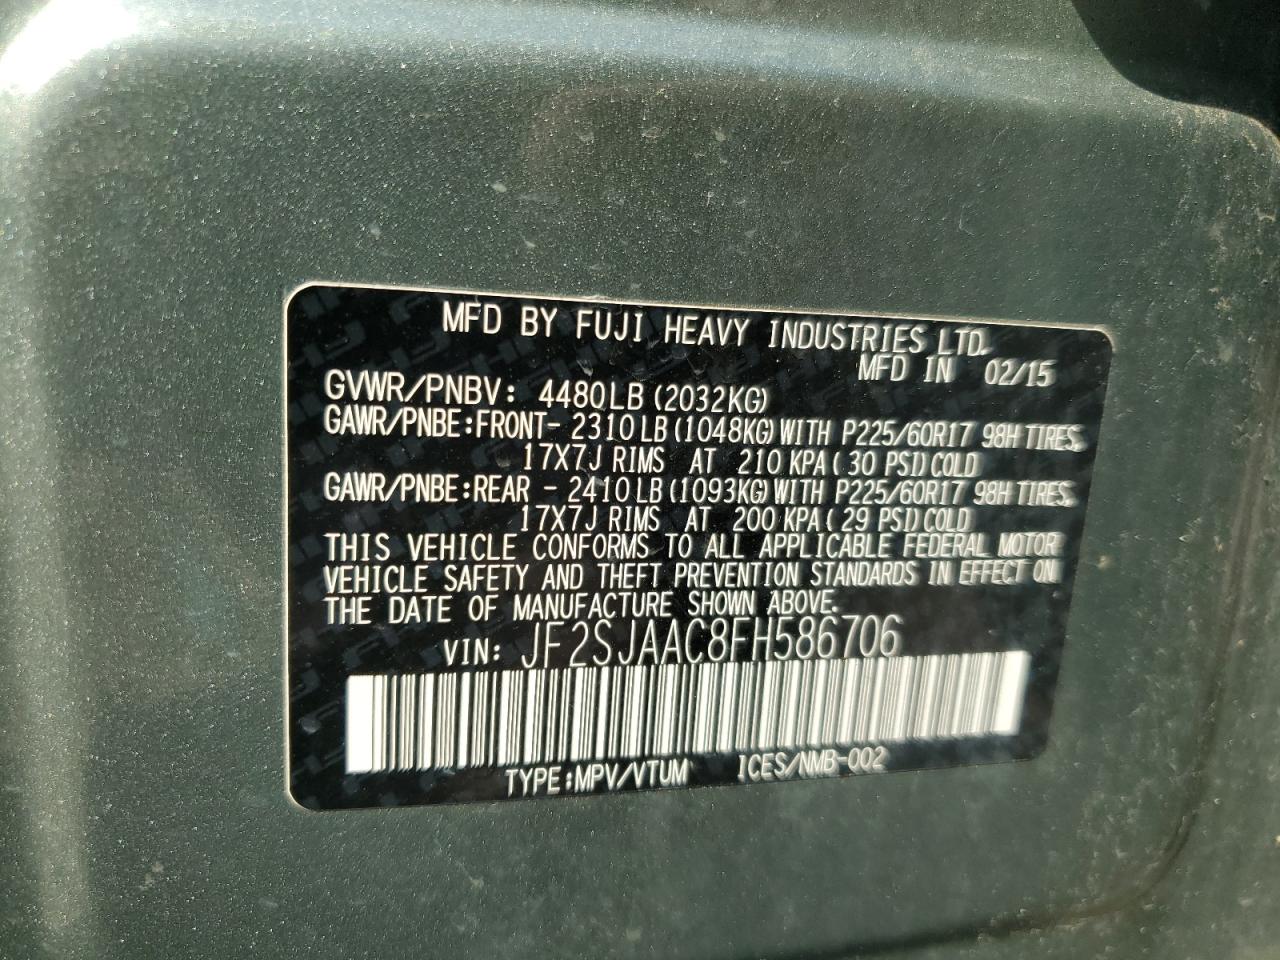 MFD BY FUJI HEAVY INDUSTRIES LTD.
MFD IN 02/15
GVWR/PNBV: 4480LB (2032KG)
GAWR/PNBE:FRONT- 2310LB(1048KG)WITH P225/60R17 98H TIRES,
17X7J RIMS AT 210 KPA( 30 PSI)COLD
GAWR/PNBE:REAR - 2410LB(1093KG)WITH P225/60R17 98H TIRES,
17X7J RIMS AT 200 KPA( 29 PSI)COLD
THIS VEHICLE CONFORMS TO ALL APPLICABLE FEDERAL MOTOR
VEHICLE SAFETY AND THEFT PREVENTION STANDARDS IN EFFECT ON
THE DATE OF MANUFACTURE SHOWN ABOVE.
VIN: JF2SJAAC8FH586706
TYPE:MPV/VTUM ICES/NMB-002